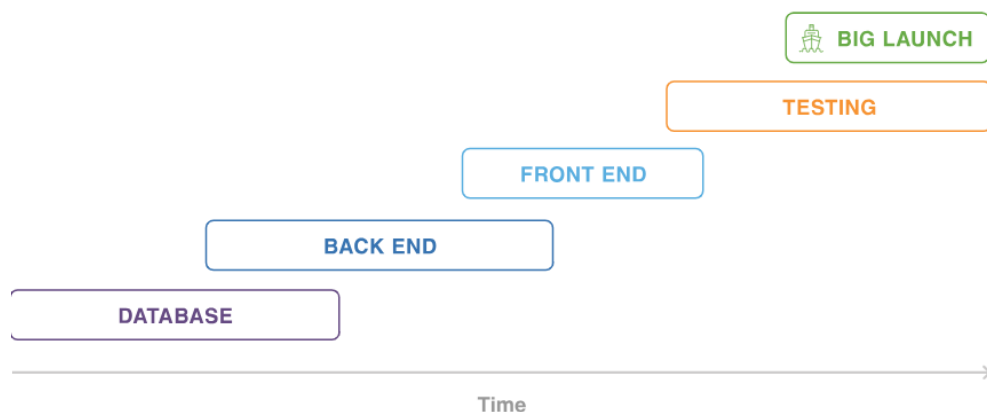 BIG LAUNCH
TESTING
FRONT END
BACK END
DATABASE
Time